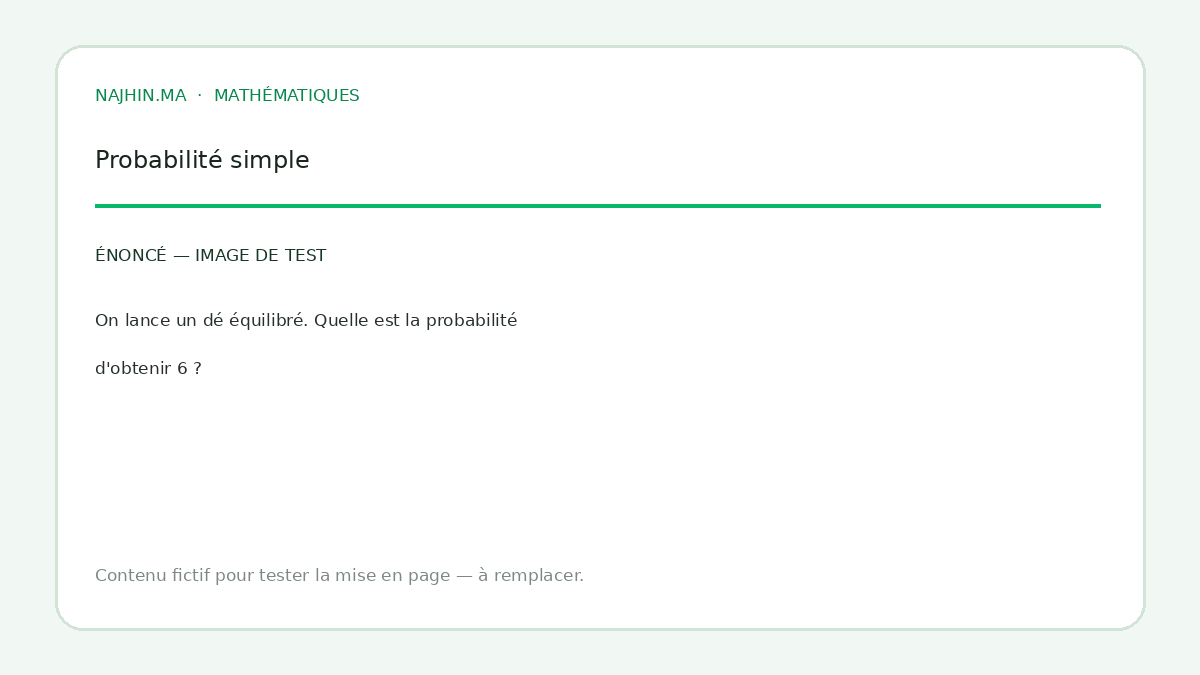 NAJHIN.MA · MATHÉMATIQUES
Probabilité simple
ÉNONCÉ — IMAGE DE TEST
On lance un dé équilibré. Quelle est la probabilité
d'obtenir 6 ?
Contenu fictif pour tester la mise en page — à remplacer.